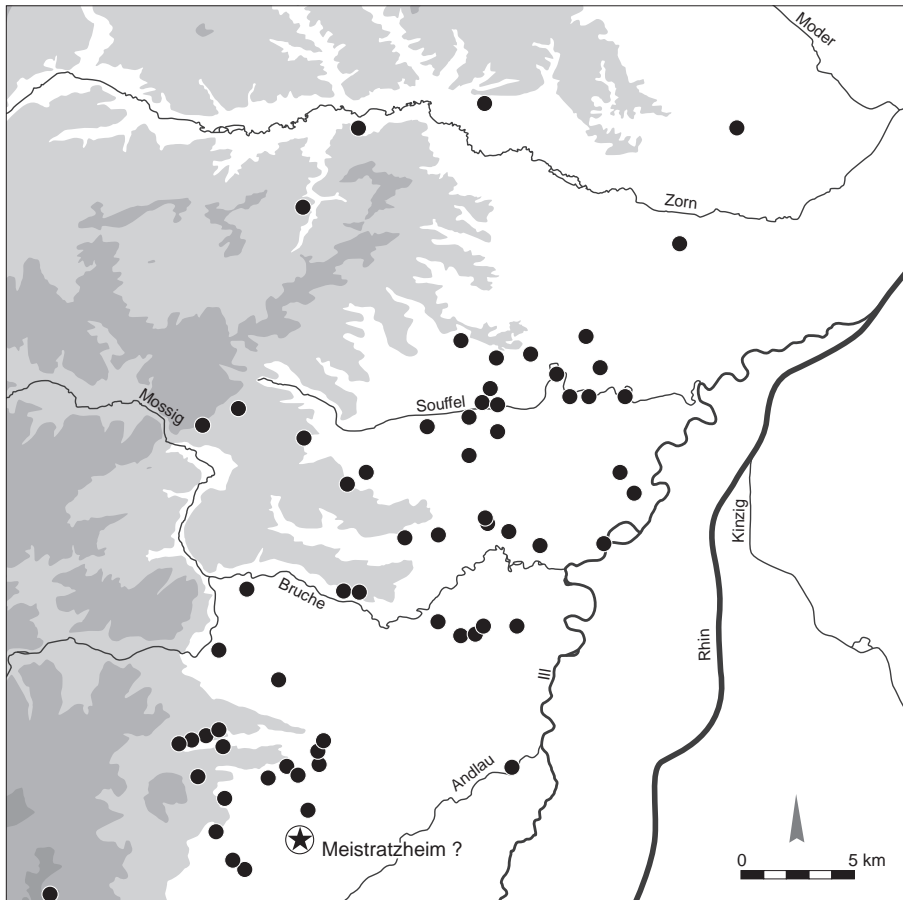 Moder
Zorn
Mossig
Souffel
Kinzig
Bruche
Rhin
Ill
Andlau
Meistratzheim ?
0 5 km